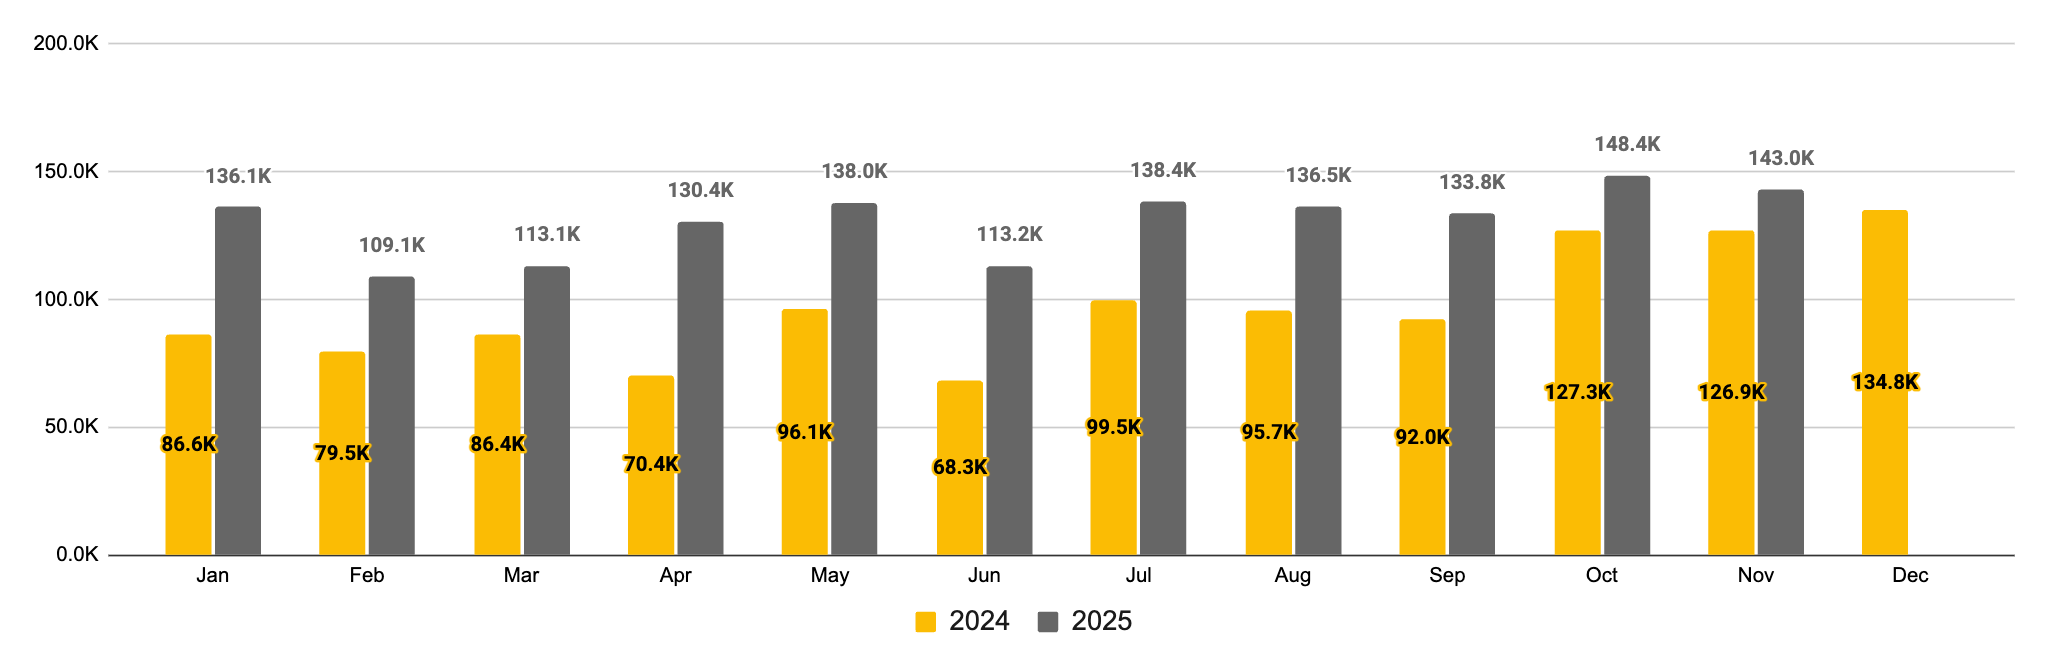 200.0K
150.0K
100.0K
50.0K
0.0K
136.1K
109.1K
113.1K
130.4K
138.0K
113.2K
138.4K
136.5K
133.8K
148.4K
143.0K
86.6K
79.5K
86.4K
70.4K
96.1K
68.3K
99.5K
95.7K
92.0K
127.3K
126.9K
134.8K
Jan Feb Mar Apr May Jun Jul Aug Sep Oct Nov Dec
2024 2025